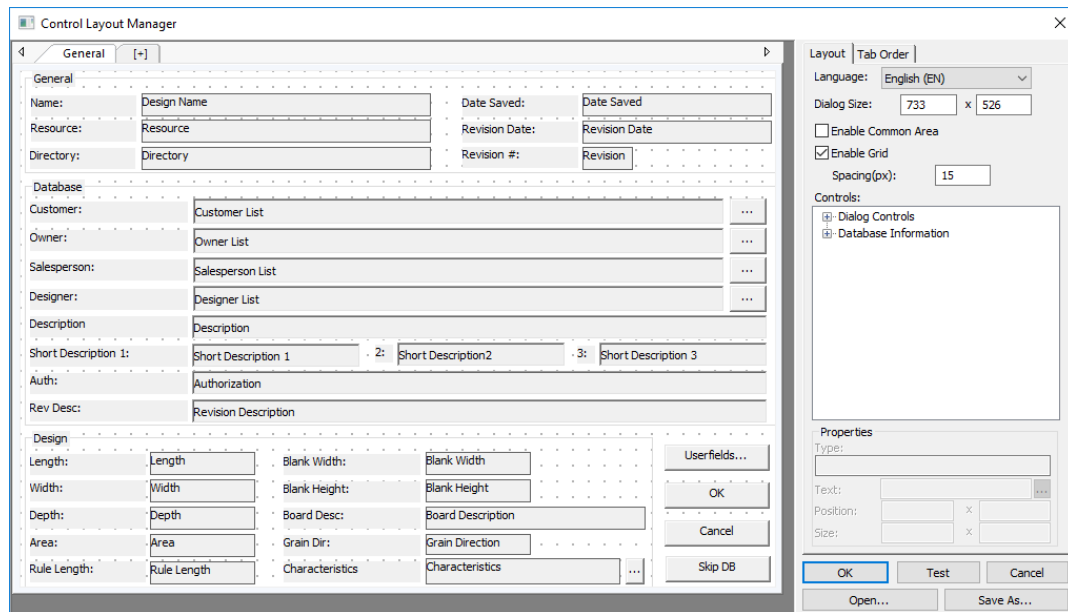 Control Layout Manager
General [+]
General
Name: Design Name Date Saved: Date Saved
Resource: Resource Revision Date: Revision Date
Directory: Directory Revision #: Revision
Database
Customer: Customer List ...
Owner: Owner List ...
Salesperson: Salesperson List ...
Designer: Designer List ...
Description Description
Short Description 1: Short Description 1 2: Short Description2 3: Short Description 3
Auth: Authorization
Rev Desc: Revision Description
Design
Length: Length Blank Width: Blank Width
Width: Width Blank Height: Blank Height
Depth: Depth Board Desc: Board Description
Area: Area Grain Dir: Grain Direction
Rule Length: Rule Length Characteristics Characteristics ...
Userfields...
OK
Cancel
Skip DB
Layout Tab Order
Language: English (EN)
Dialog Size: 733 x 526
Enable Common Area
Enable Grid
Spacing(px): 15
Controls:
Dialog Controls
Database Information
Properties
Type:
Text: ...
Position: x
Size: x
OK Test Cancel
Open... Save As...